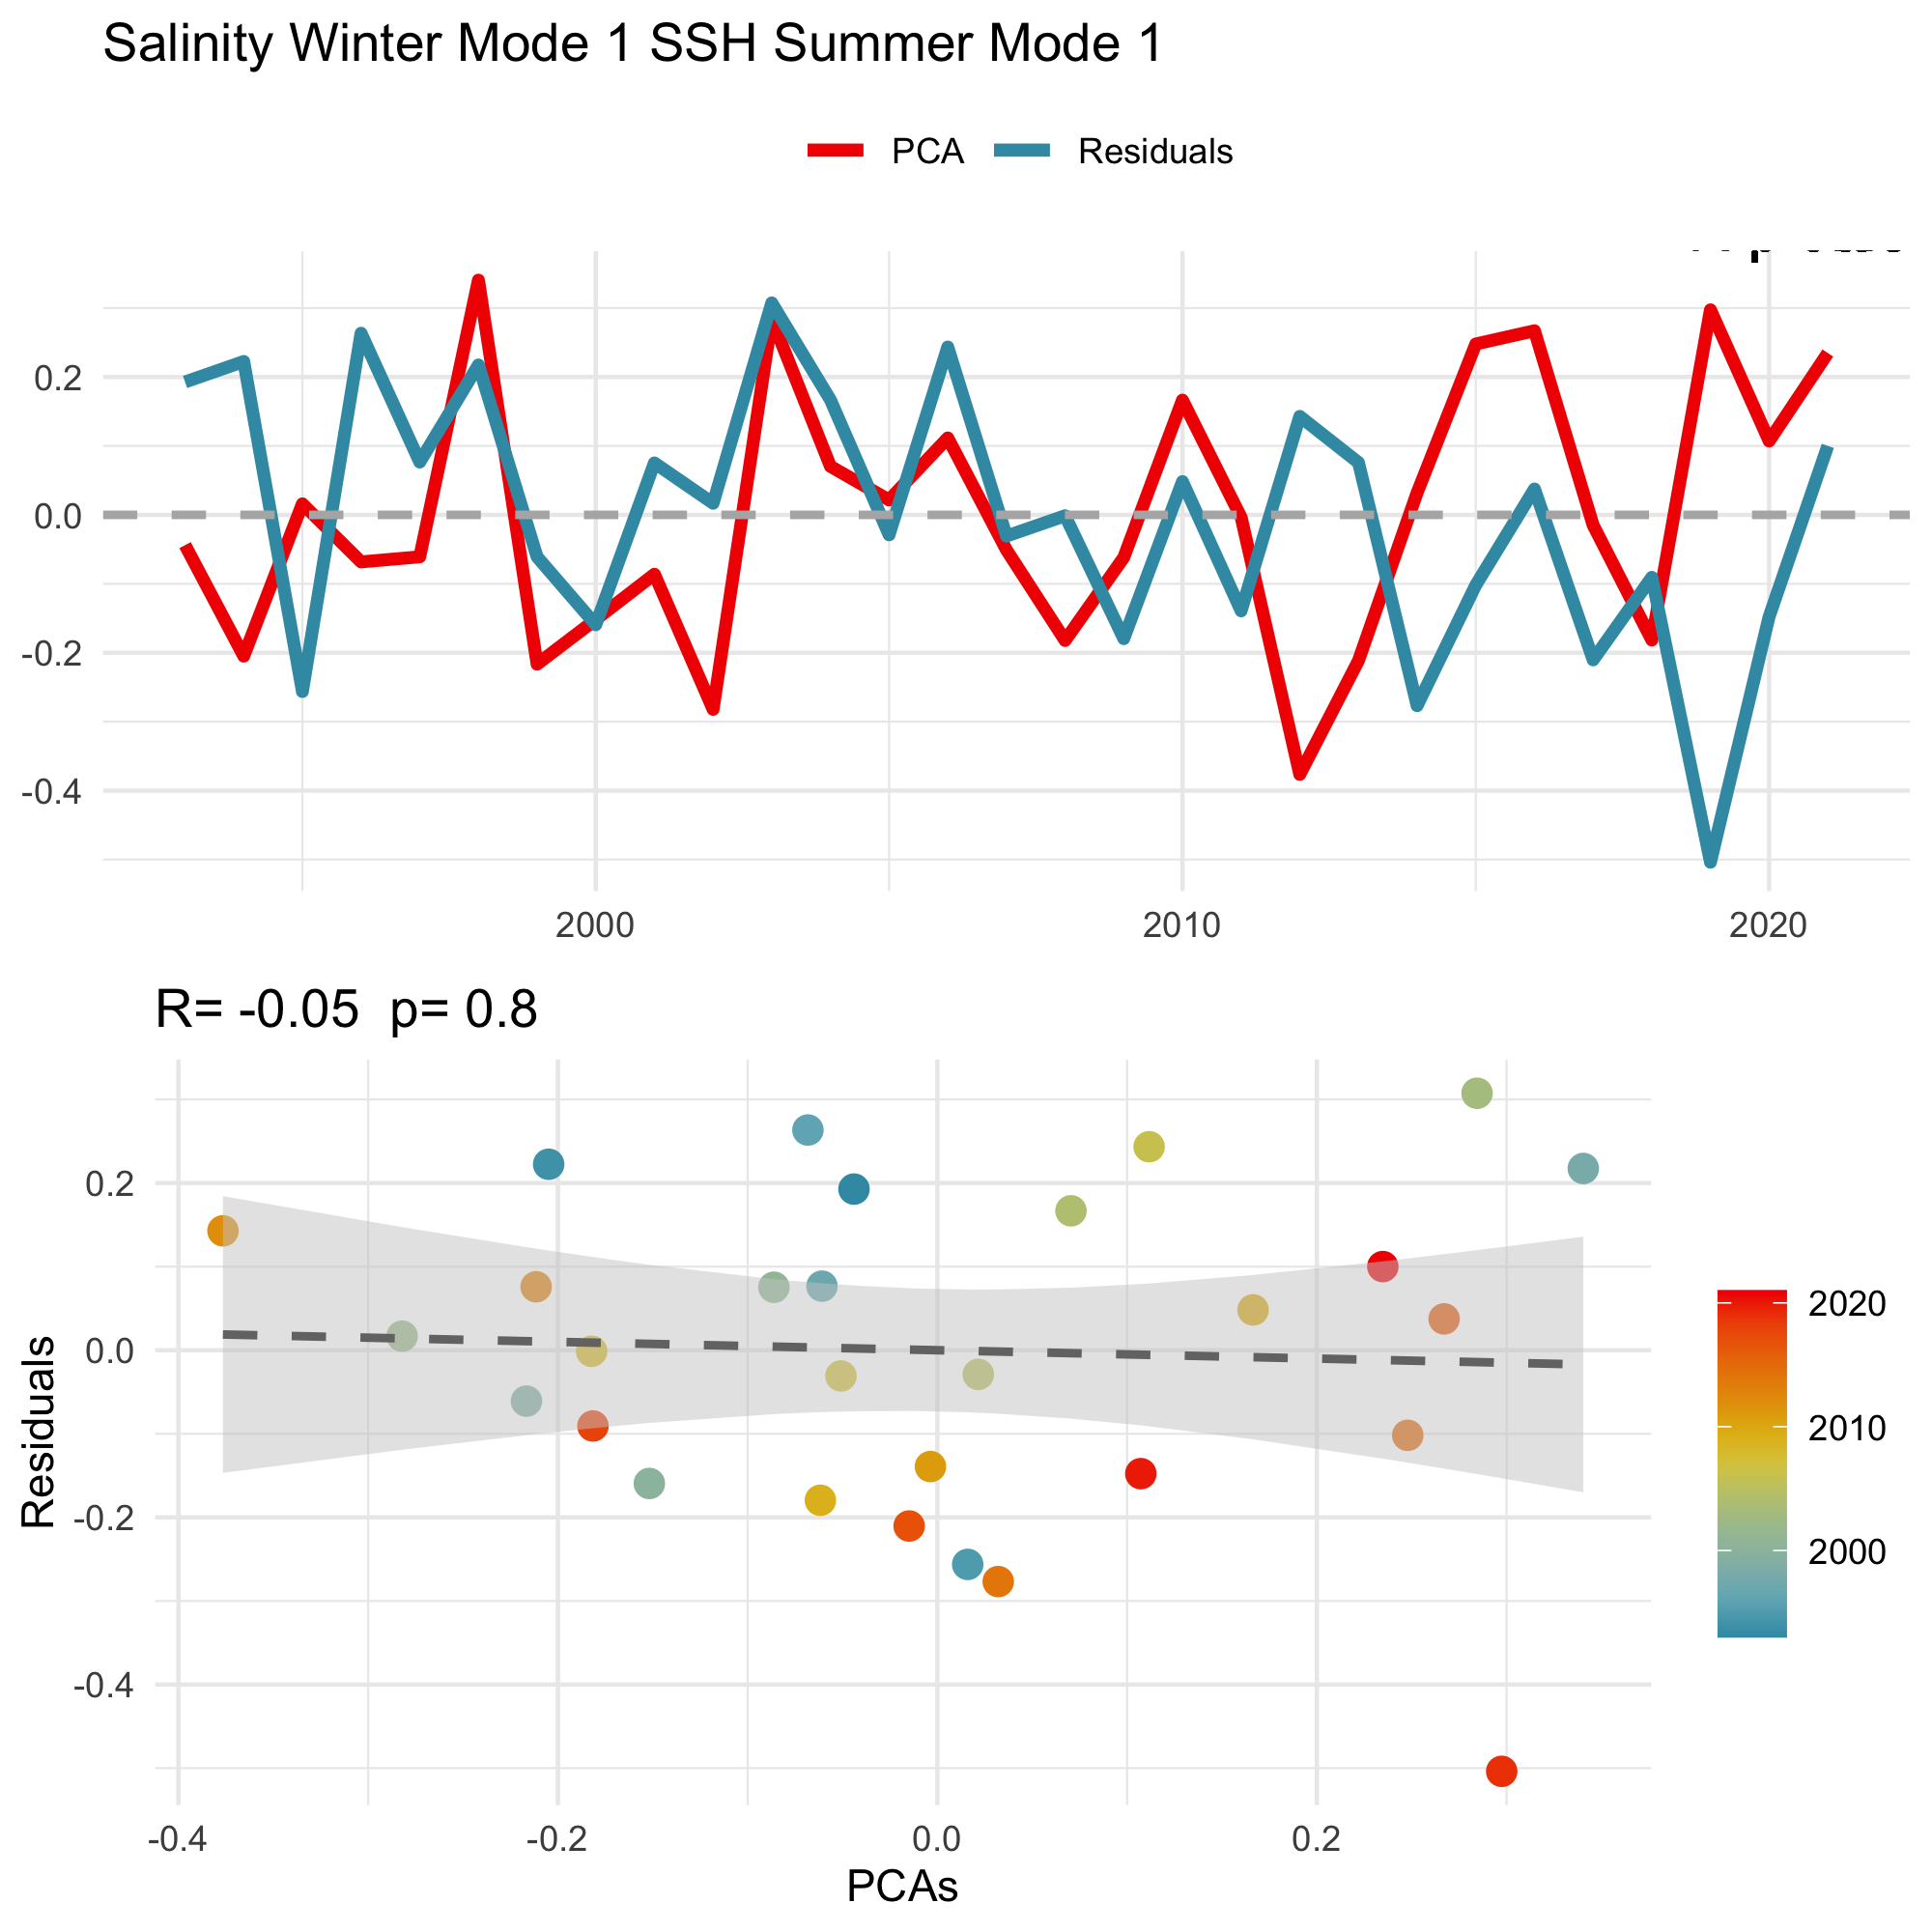 Salinity Winter Mode 1 SSH Summer Mode 1
PCA Residuals
0.2
0.0
-0.2
-0.4
2000 2010 2020
R= -0.05 p= 0.8
Residuals
0.2
0.0
-0.2
-0.4
-0.4 -0.2 0.0 0.2
PCAs
2020
2010
2000